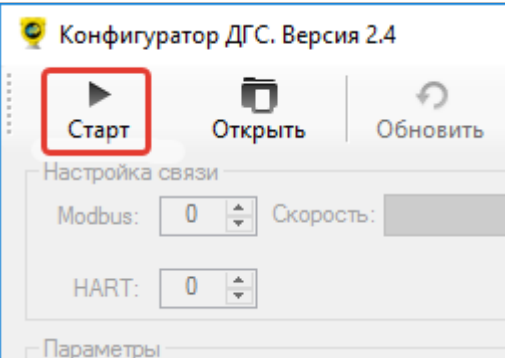 Конфигуратор ДГС. Версия 2.4
Старт Открыть Обновить
Настройка связи
Modbus: 0 Скорость:
HART: 0
Параметры